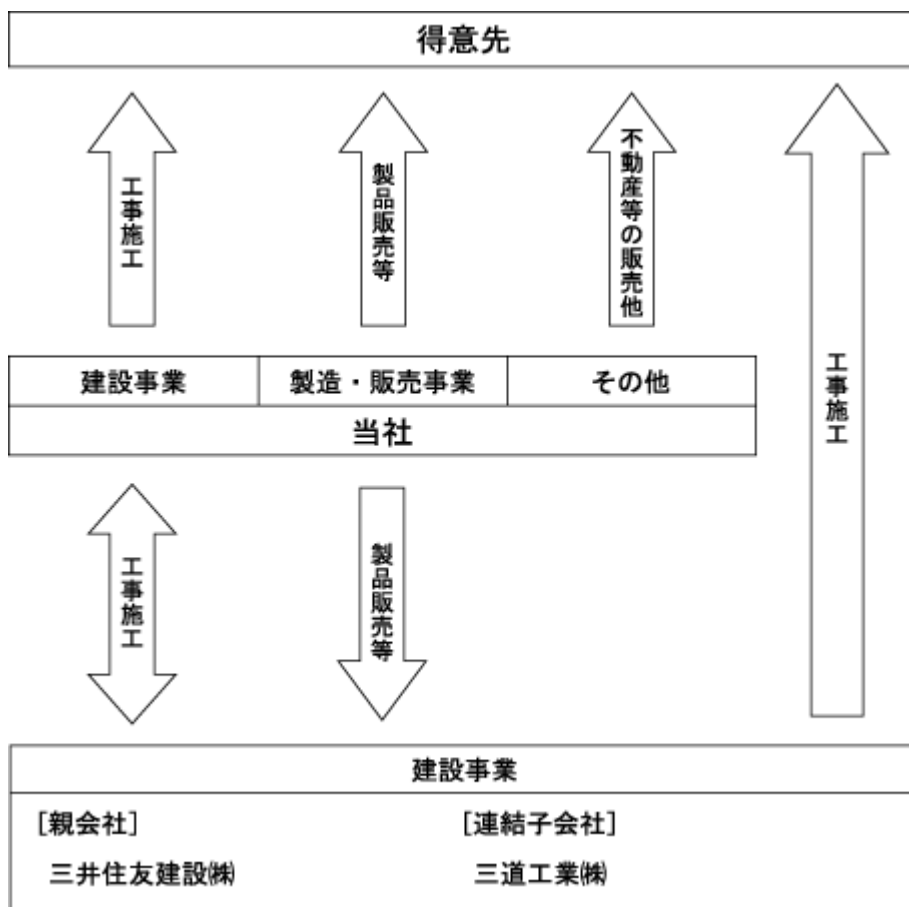 得意先
工事施工
製品販売等
不動産等の販売他
工事施工
建設事業
製造・販売事業
その他
当社
工事施工
製品販売等
建設事業
[親会社]
[連結子会社]
三井住友建設㈱
三道工業㈱